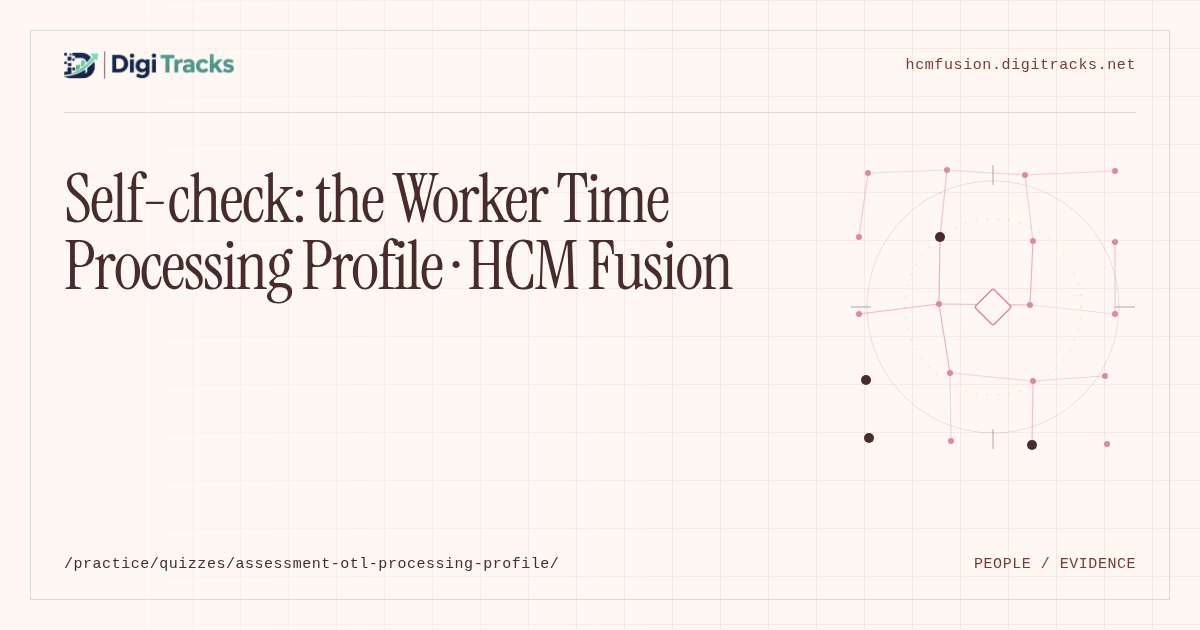 Digi Tracks
hcmfusion.digitracks.net
Self-check: the Worker Time
Processing Profile · HCM Fusion
/practice/quizzes/assessment-otl-processing-profile/
PEOPLE / EVIDENCE